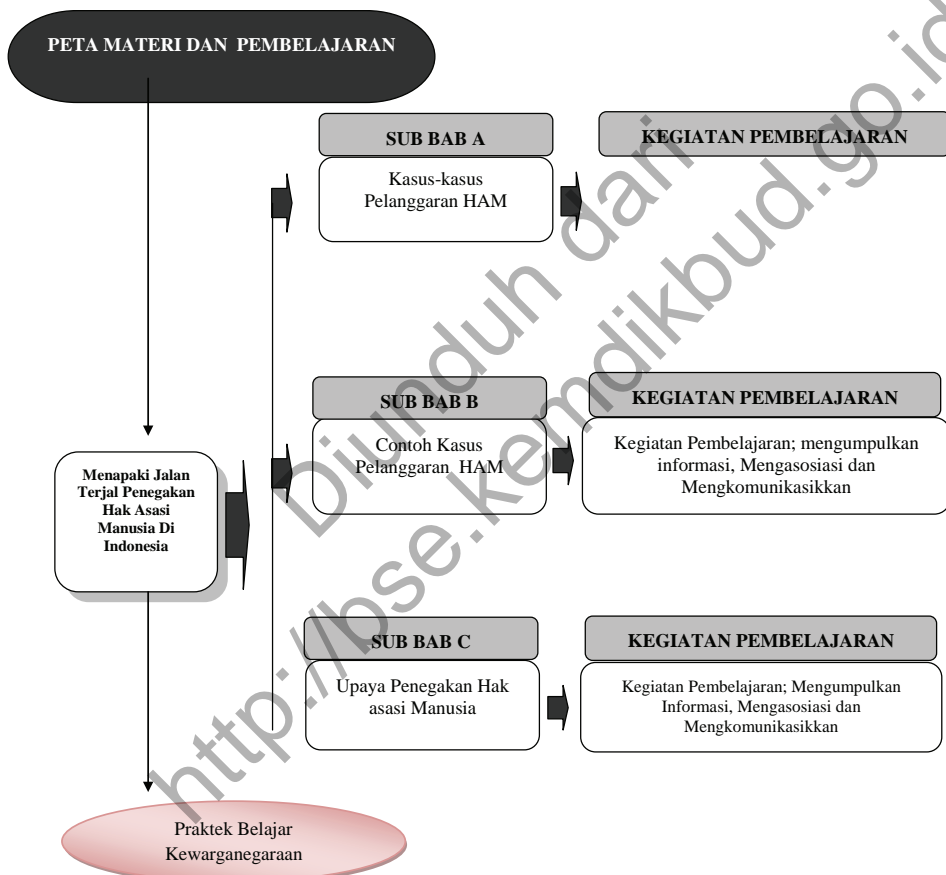 PETA MATERI DAN PEMBELAJARAN
SUB BAB A
KEGIATAN PEMBELAJARAN
Kasus-kasus
Pelanggaran HAM
SUB BAB B
KEGIATAN PEMBELAJARAN
Contoh Kasus
Pelanggaran HAM
Kegiatan Pembelajaran; mengumpulkan
informasi, Mengasosiasi dan
Mengkomunikasikkan
Menapaki Jalan
Terjal Penegakan
Hak Asasi
Manusia Di
Indonesia
SUB BAB C
KEGIATAN PEMBELAJARAN
Upaya Penegakan Hak
asasi Manusia
Kegiatan Pembelajaran; Mengumpulkan
Informasi, Mengasosiasi dan
Mengkomunikasikkan
Praktek Belajar
Kewarganegaraan
Diunduh dari
http://bse.kemdikbud.go.id